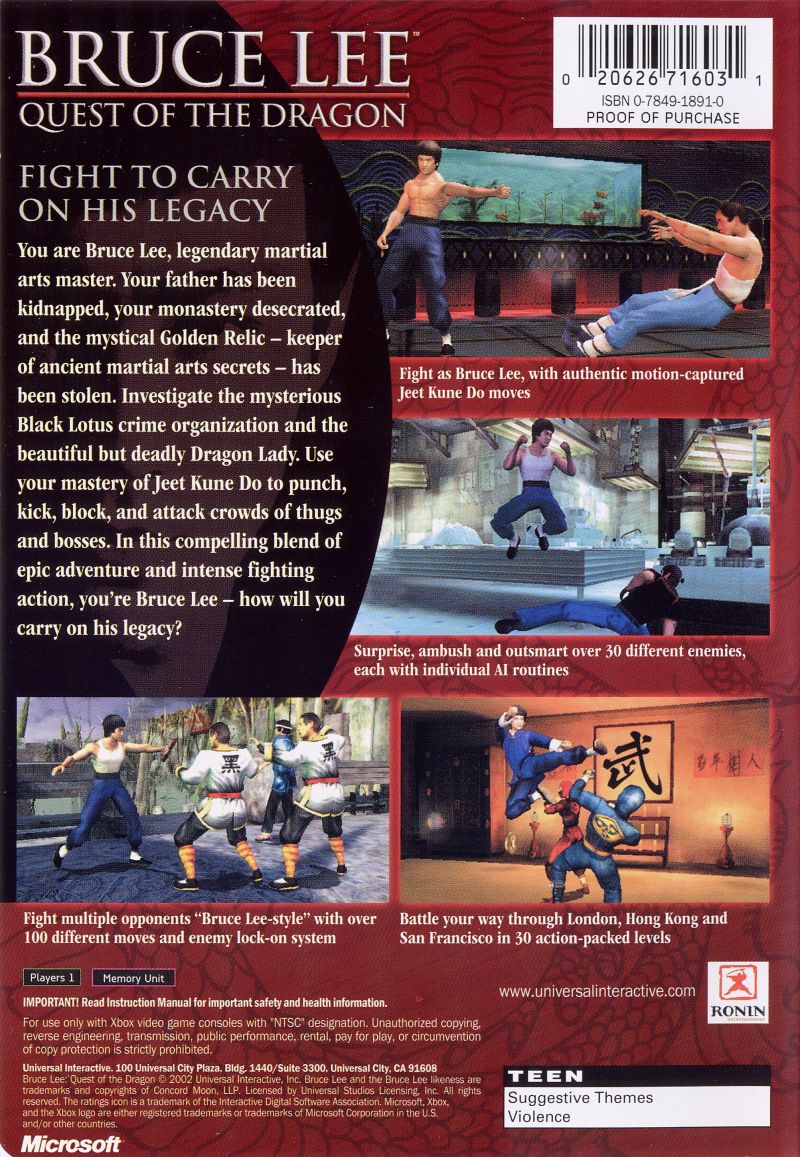 BRUCE LEE™
QUEST OF THE DRAGON
0 20626 71603 1
ISBN 0-7849-1891-0
PROOF OF PURCHASE
FIGHT TO CARRY
ON HIS LEGACY
You are Bruce Lee, legendary martial
arts master. Your father has been
kidnapped, your monastery desecrated,
and the mystical Golden Relic – keeper
of ancient martial arts secrets – has
been stolen. Investigate the mysterious
Black Lotus crime organization and the
beautiful but deadly Dragon Lady. Use
your mastery of Jeet Kune Do to punch,
kick, block, and attack crowds of thugs
and bosses. In this compelling blend of
epic adventure and intense fighting
action, you're Bruce Lee – how will you
carry on his legacy?
Fight as Bruce Lee, with authentic motion-captured
Jeet Kune Do moves
Surprise, ambush and outsmart over 30 different enemies,
each with individual AI routines
黑
黑
Fight multiple opponents "Bruce Lee-style" with over
100 different moves and enemy lock-on system
武
Battle your way through London, Hong Kong and
San Francisco in 30 action-packed levels
Players 1
Memory Unit
IMPORTANT! Read Instruction Manual for important safety and health information.
For use only with Xbox video game consoles with "NTSC" designation. Unauthorized copying,
reverse engineering, transmission, public performance, rental, pay for play, or circumvention
of copy protection is strictly prohibited.
Universal Interactive. 100 Universal City Plaza. Bldg. 1440/Suite 3300. Universal City, CA 91608
Bruce Lee: Quest of the Dragon © 2002 Universal Interactive, Inc. Bruce Lee and the Bruce Lee likeness are
trademarks and copyrights of Concord Moon, LLP. Licensed by Universal Studios Licensing, Inc. All rights
reserved. The ratings icon is a trademark of the Interactive Digital Software Association. Microsoft, Xbox,
and the Xbox logo are either registered trademarks or trademarks of Microsoft Corporation in the U.S.
and/or other countries.
Microsoft
www.universalinteractive.com
RONIN
entertainment
TEEN
Suggestive Themes
Violence